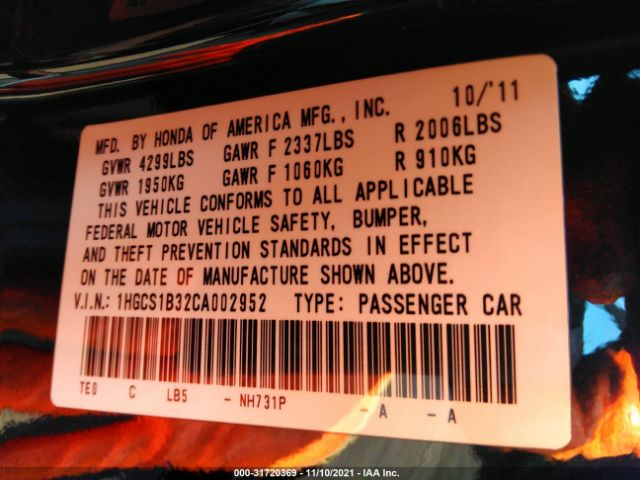 MFD. BY HONDA OF AMERICA MFG., INC. 10/'11
GVWR 4299LBS GAWR F 2337LBS R 2006LBS
GVWR 1950KG GAWR F 1060KG R 910KG
THIS VEHICLE CONFORMS TO ALL APPLICABLE
FEDERAL MOTOR VEHICLE SAFETY, BUMPER,
AND THEFT PREVENTION STANDARDS IN EFFECT
ON THE DATE OF MANUFACTURE SHOWN ABOVE.
V.I.N.: 1HGCS1B32CA002952 TYPE: PASSENGER CAR
TE0 C LB5 - NH731P - A - A
000-31720369 - 11/10/2021 - IAA Inc.